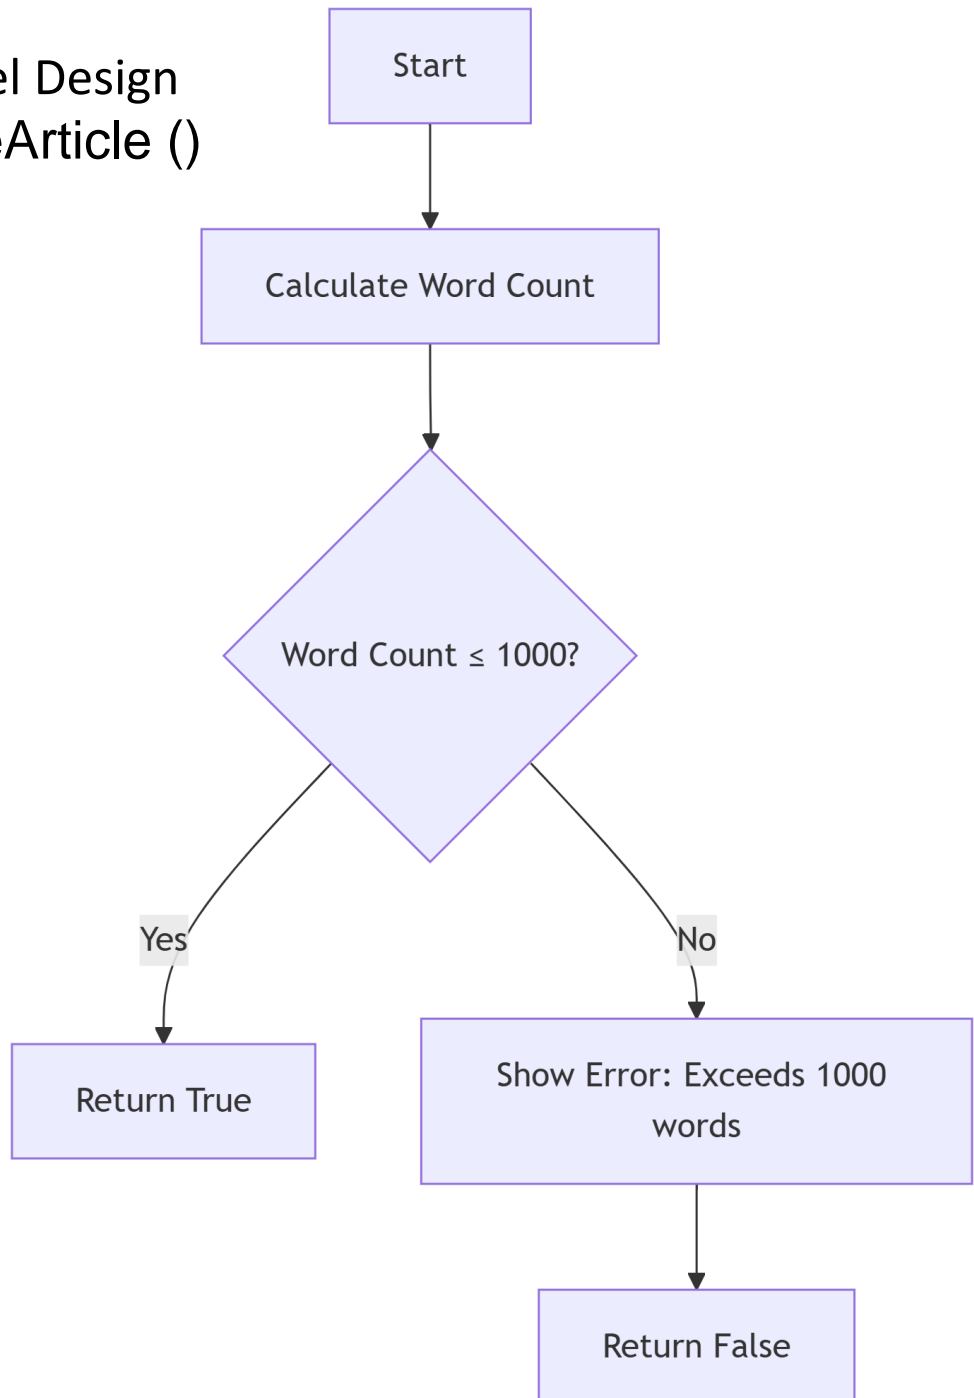 Start
el Design
eArticle ()
Calculate Word Count
Word Count ≤ 1000?
Yes
No
Return True
Show Error: Exceeds 1000
words
Return False